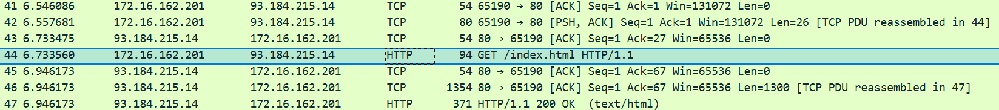 41 6.546086 172.16.162.201 93.184.215.14 TCP 54 65190 → 80 [ACK] Seq=1 Ack=1 Win=131072 Len=0
42 6.557681 172.16.162.201 93.184.215.14 TCP 80 65190 → 80 [PSH, ACK] Seq=1 Ack=1 Win=131072 Len=26 [TCP PDU reassembled in 44]
43 6.733475 93.184.215.14 172.16.162.201 TCP 54 80 → 65190 [ACK] Seq=1 Ack=27 Win=65536 Len=0
44 6.733560 172.16.162.201 93.184.215.14 HTTP 94 GET /index.html HTTP/1.1
45 6.946173 93.184.215.14 172.16.162.201 TCP 54 80 → 65190 [ACK] Seq=1 Ack=67 Win=65536 Len=0
46 6.946173 93.184.215.14 172.16.162.201 TCP 1354 80 → 65190 [ACK] Seq=1 Ack=67 Win=65536 Len=1300 [TCP PDU reassembled in 47]
47 6.946173 93.184.215.14 172.16.162.201 HTTP 371 HTTP/1.1 200 OK (text/html)